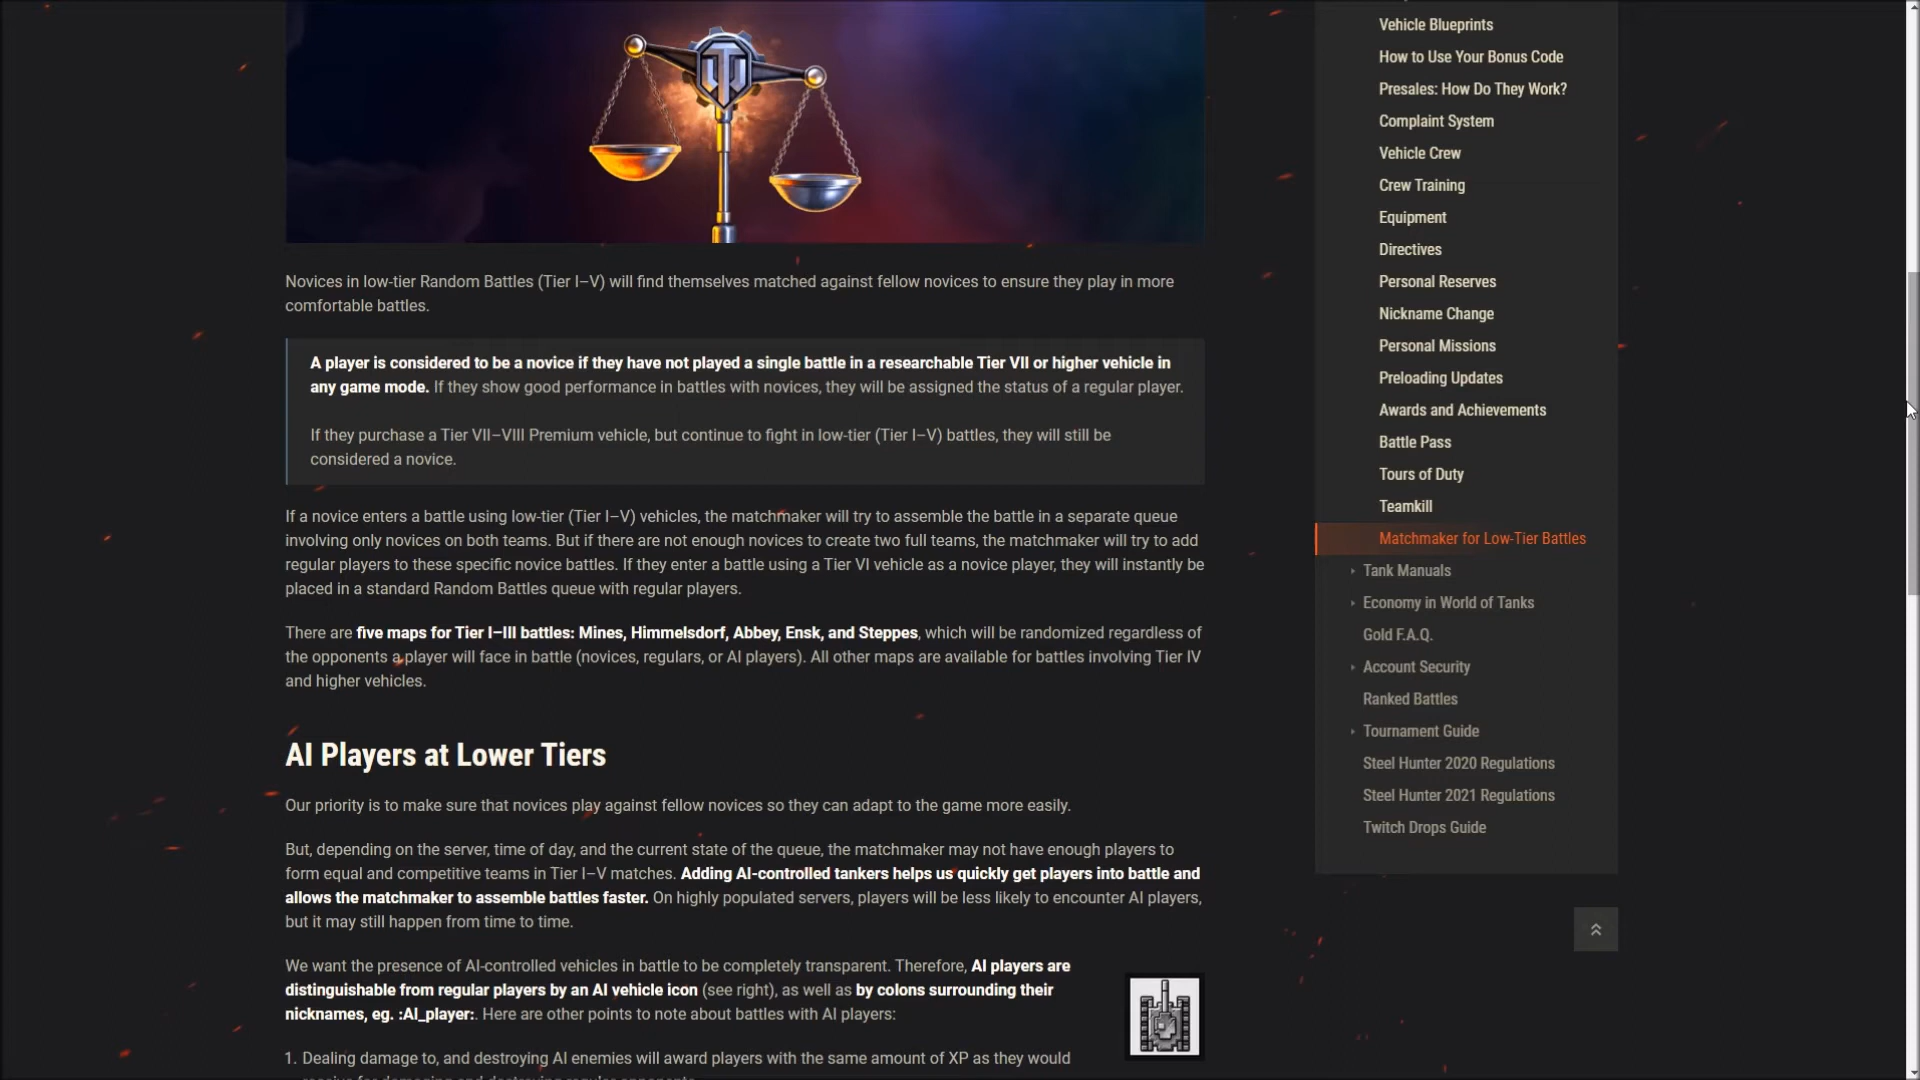 Novices in low-tier Random Battles (Tier I–V) will find themselves matched against fellow novices to ensure they play in more
comfortable battles.
A player is considered to be a novice if they have not played a single battle in a researchable Tier VII or higher vehicle in
any game mode. If they show good performance in battles with novices, they will be assigned the status of a regular player.
If they purchase a Tier VII–VIII Premium vehicle, but continue to fight in low-tier (Tier I–V) battles, they will still be
considered a novice.
If a novice enters a battle using low-tier (Tier I–V) vehicles, the matchmaker will try to assemble the battle in a separate queue
involving only novices on both teams. But if there are not enough novices to create two full teams, the matchmaker will try to add
regular players to these specific novice battles. If they enter a battle using a Tier VI vehicle as a novice player, they will instantly be
placed in a standard Random Battles queue with regular players.
There are five maps for Tier I–III battles: Mines, Himmelsdorf, Abbey, Ensk, and Steppes, which will be randomized regardless of
the opponents a player will face in battle (novices, regulars, or AI players). All other maps are available for battles involving Tier IV
and higher vehicles.
AI Players at Lower Tiers
Our priority is to make sure that novices play against fellow novices so they can adapt to the game more easily.
But, depending on the server, time of day, and the current state of the queue, the matchmaker may not have enough players to
form equal and competitive teams in Tier I–V matches. Adding AI-controlled tankers helps us quickly get players into battle and
allows the matchmaker to assemble battles faster. On highly populated servers, players will be less likely to encounter AI players,
but it may still happen from time to time.
We want the presence of AI-controlled vehicles in battle to be completely transparent. Therefore, AI players are
distinguishable from regular players by an AI vehicle icon (see right), as well as by colons surrounding their
nicknames, eg. :AI_player:. Here are other points to note about battles with AI players:
1. Dealing damage to, and destroying AI enemies will award players with the same amount of XP as they would
Vehicle Blueprints
How to Use Your Bonus Code
Presales: How Do They Work?
Complaint System
Vehicle Crew
Crew Training
Equipment
Directives
Personal Reserves
Nickname Change
Personal Missions
Preloading Updates
Awards and Achievements
Battle Pass
Tours of Duty
Teamkill
Matchmaker for Low-Tier Battles
Tank Manuals
Economy in World of Tanks
Gold F.A.Q.
Account Security
Ranked Battles
Tournament Guide
Steel Hunter 2020 Regulations
Steel Hunter 2021 Regulations
Twitch Drops Guide